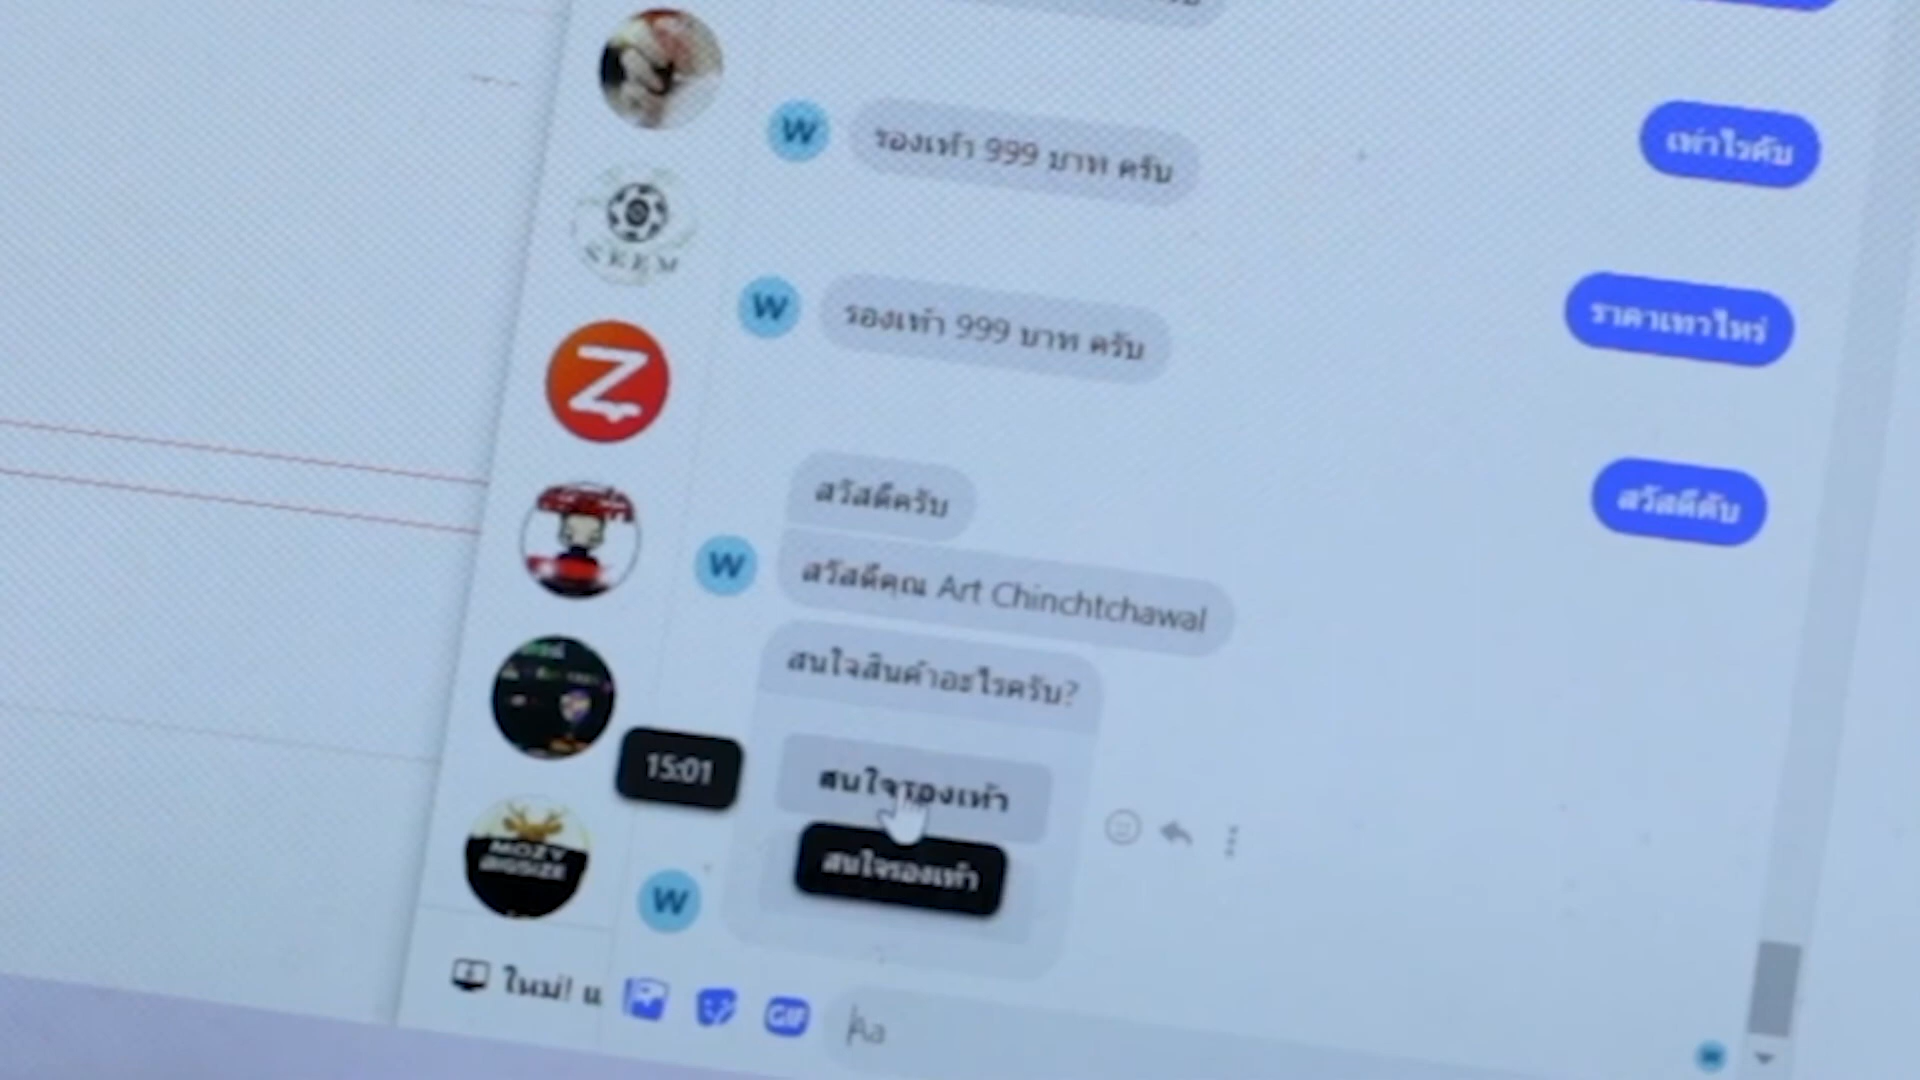 เท่าไรคับ
W
รองเท้า 999 บาท ครับ
ราคาเทาไหร่
SKEM
W
รองเท้า 999 บาท ครับ
Z
สวัสดีคับ
สวัสดีครับ
W
สวัสดีคุณ Art Chinchtchawal
สนใจสินค้าอะไรครับ?
15:01
สนใจรองเท้า
สนใจรองเท้า
MOZY
BIGSIZE
W
ใหม่! แ
GIF
Aa
W